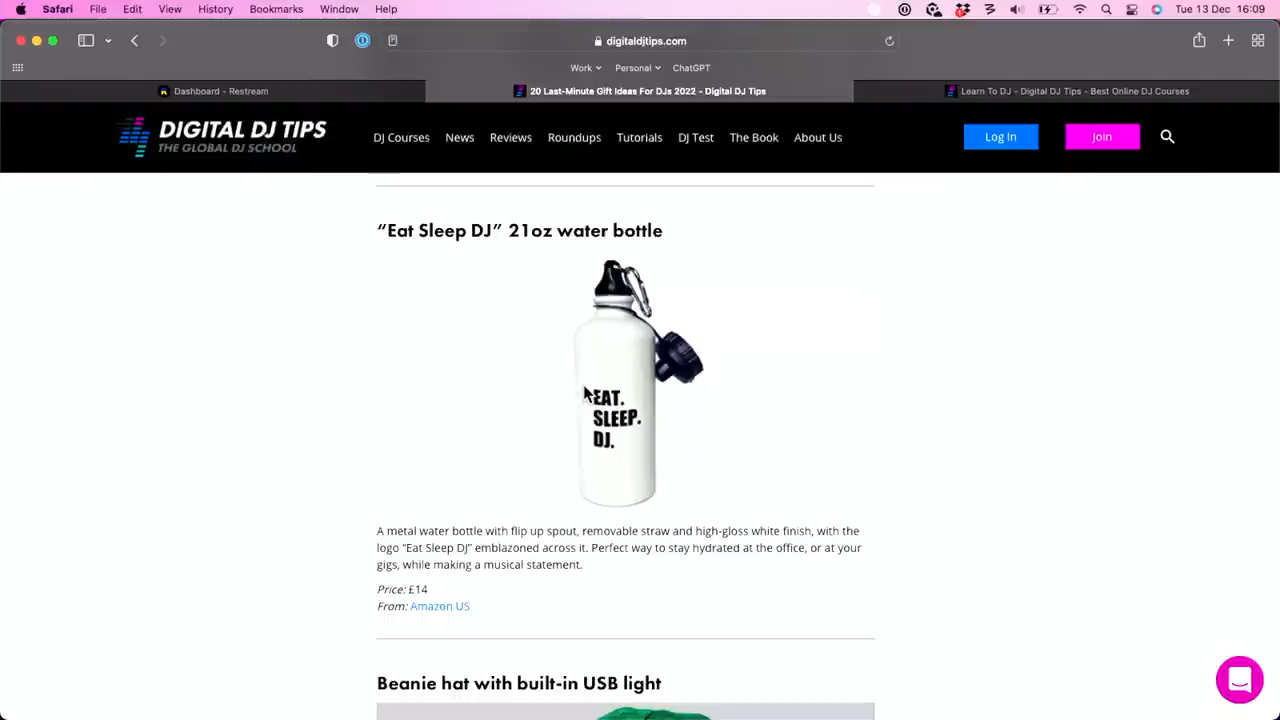 Safari File Edit View History Bookmarks Window Help Tue 13 Dec 16:09
digitaldjtips.com
Work Personal ChatGPT
Dashboard - Restream
20 Last-Minute Gift Ideas For DJs 2022 - Digital DJ Tips
Learn To DJ - Digital DJ Tips - Best Online DJ Courses
DIGITAL DJ TIPS
THE GLOBAL DJ SCHOOL
DJ Courses News Reviews Roundups Tutorials DJ Test The Book About Us
Log In Join
“Eat Sleep DJ” 21oz water bottle
EAT.
SLEEP.
DJ.
A metal water bottle with flip up spout, removable straw and high-gloss white finish, with the
logo “Eat Sleep DJ” emblazoned across it. Perfect way to stay hydrated at the office, or at your
gigs, while making a musical statement.
Price: £14
From: Amazon US
Beanie hat with built-in USB light